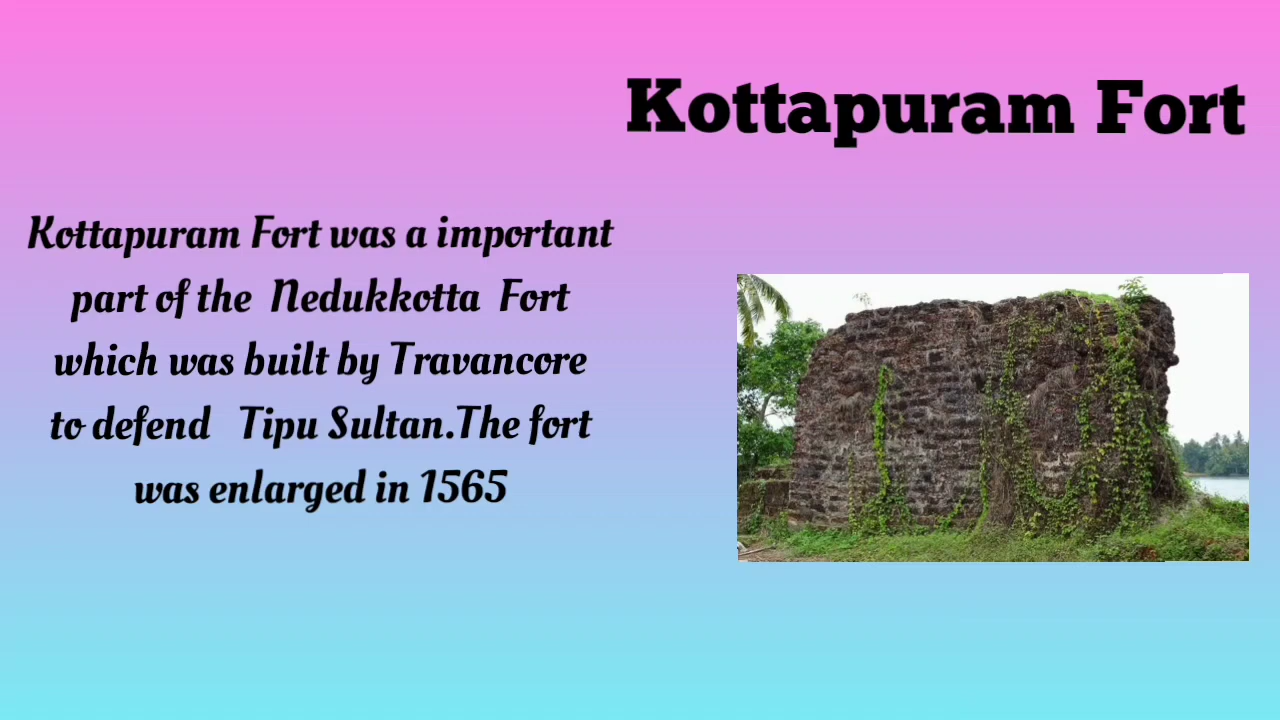 Kottapuram Fort
Kottapuram Fort was a important
part of the Nedukkotta Fort
which was built by Travancore
to defend Tipu Sultan.The fort
was enlarged in 1565